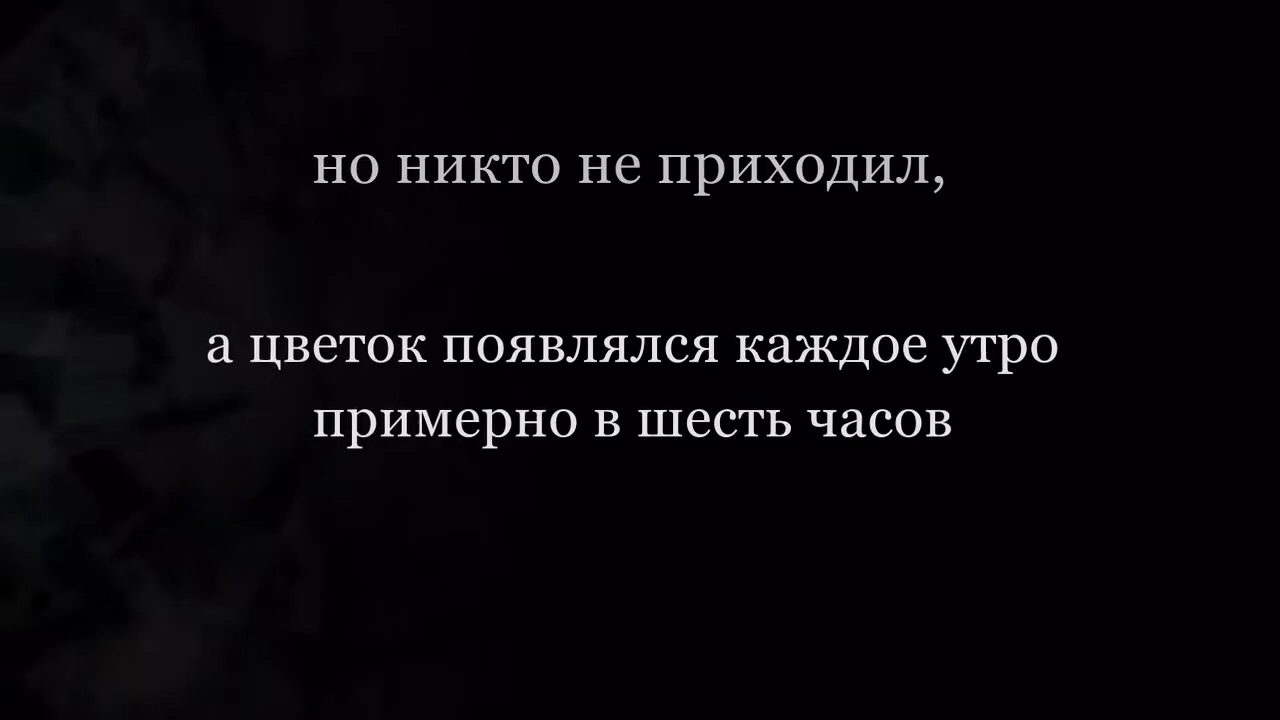 но никто не приходил,
а цветок появлялся каждое утро
примерно в шесть часов